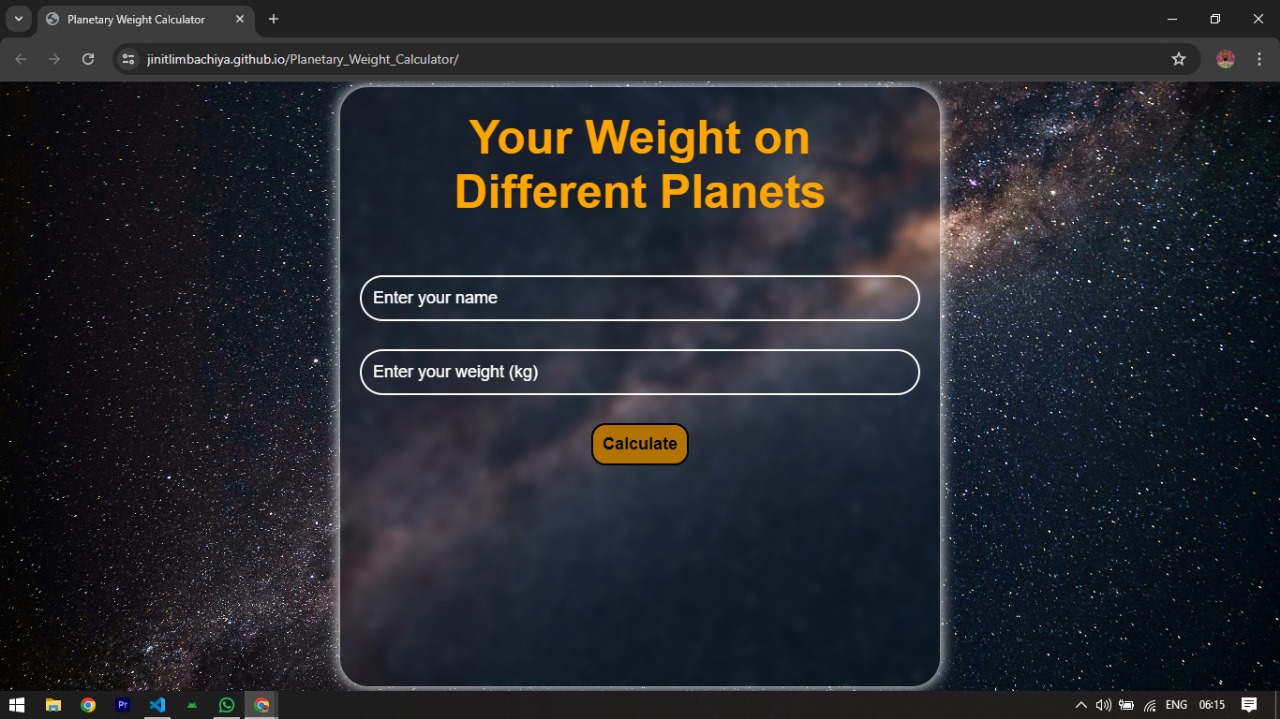 Planetary Weight Calculator
jinitlimbachiya.github.io/Planetary_Weight_Calculator/
Your Weight on
Different Planets
Enter your name
Enter your weight (kg)
Calculate
Pr
ENG
06:15